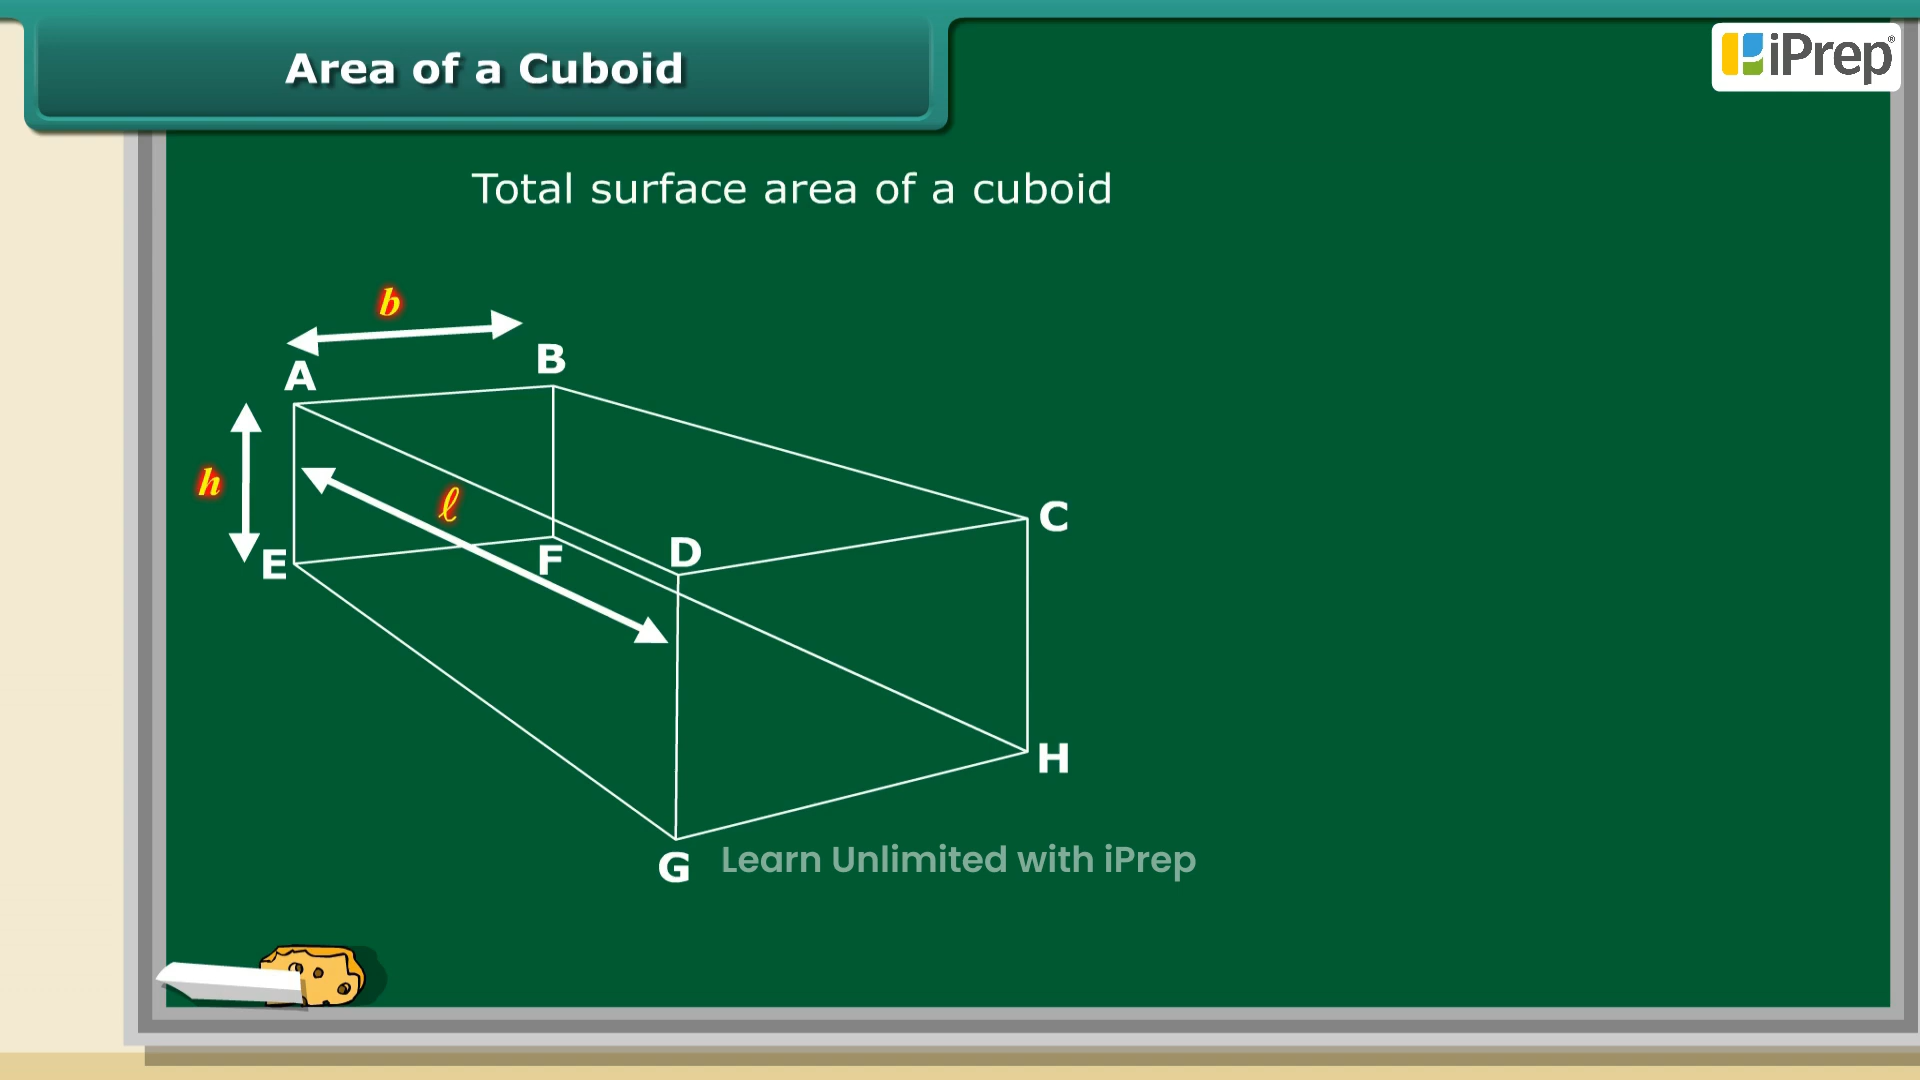 Area of a Cuboid
iPrep®
Total surface area of a cuboid
b
A
B
h
ℓ
C
E
F
D
H
G
Learn Unlimited with iPrep